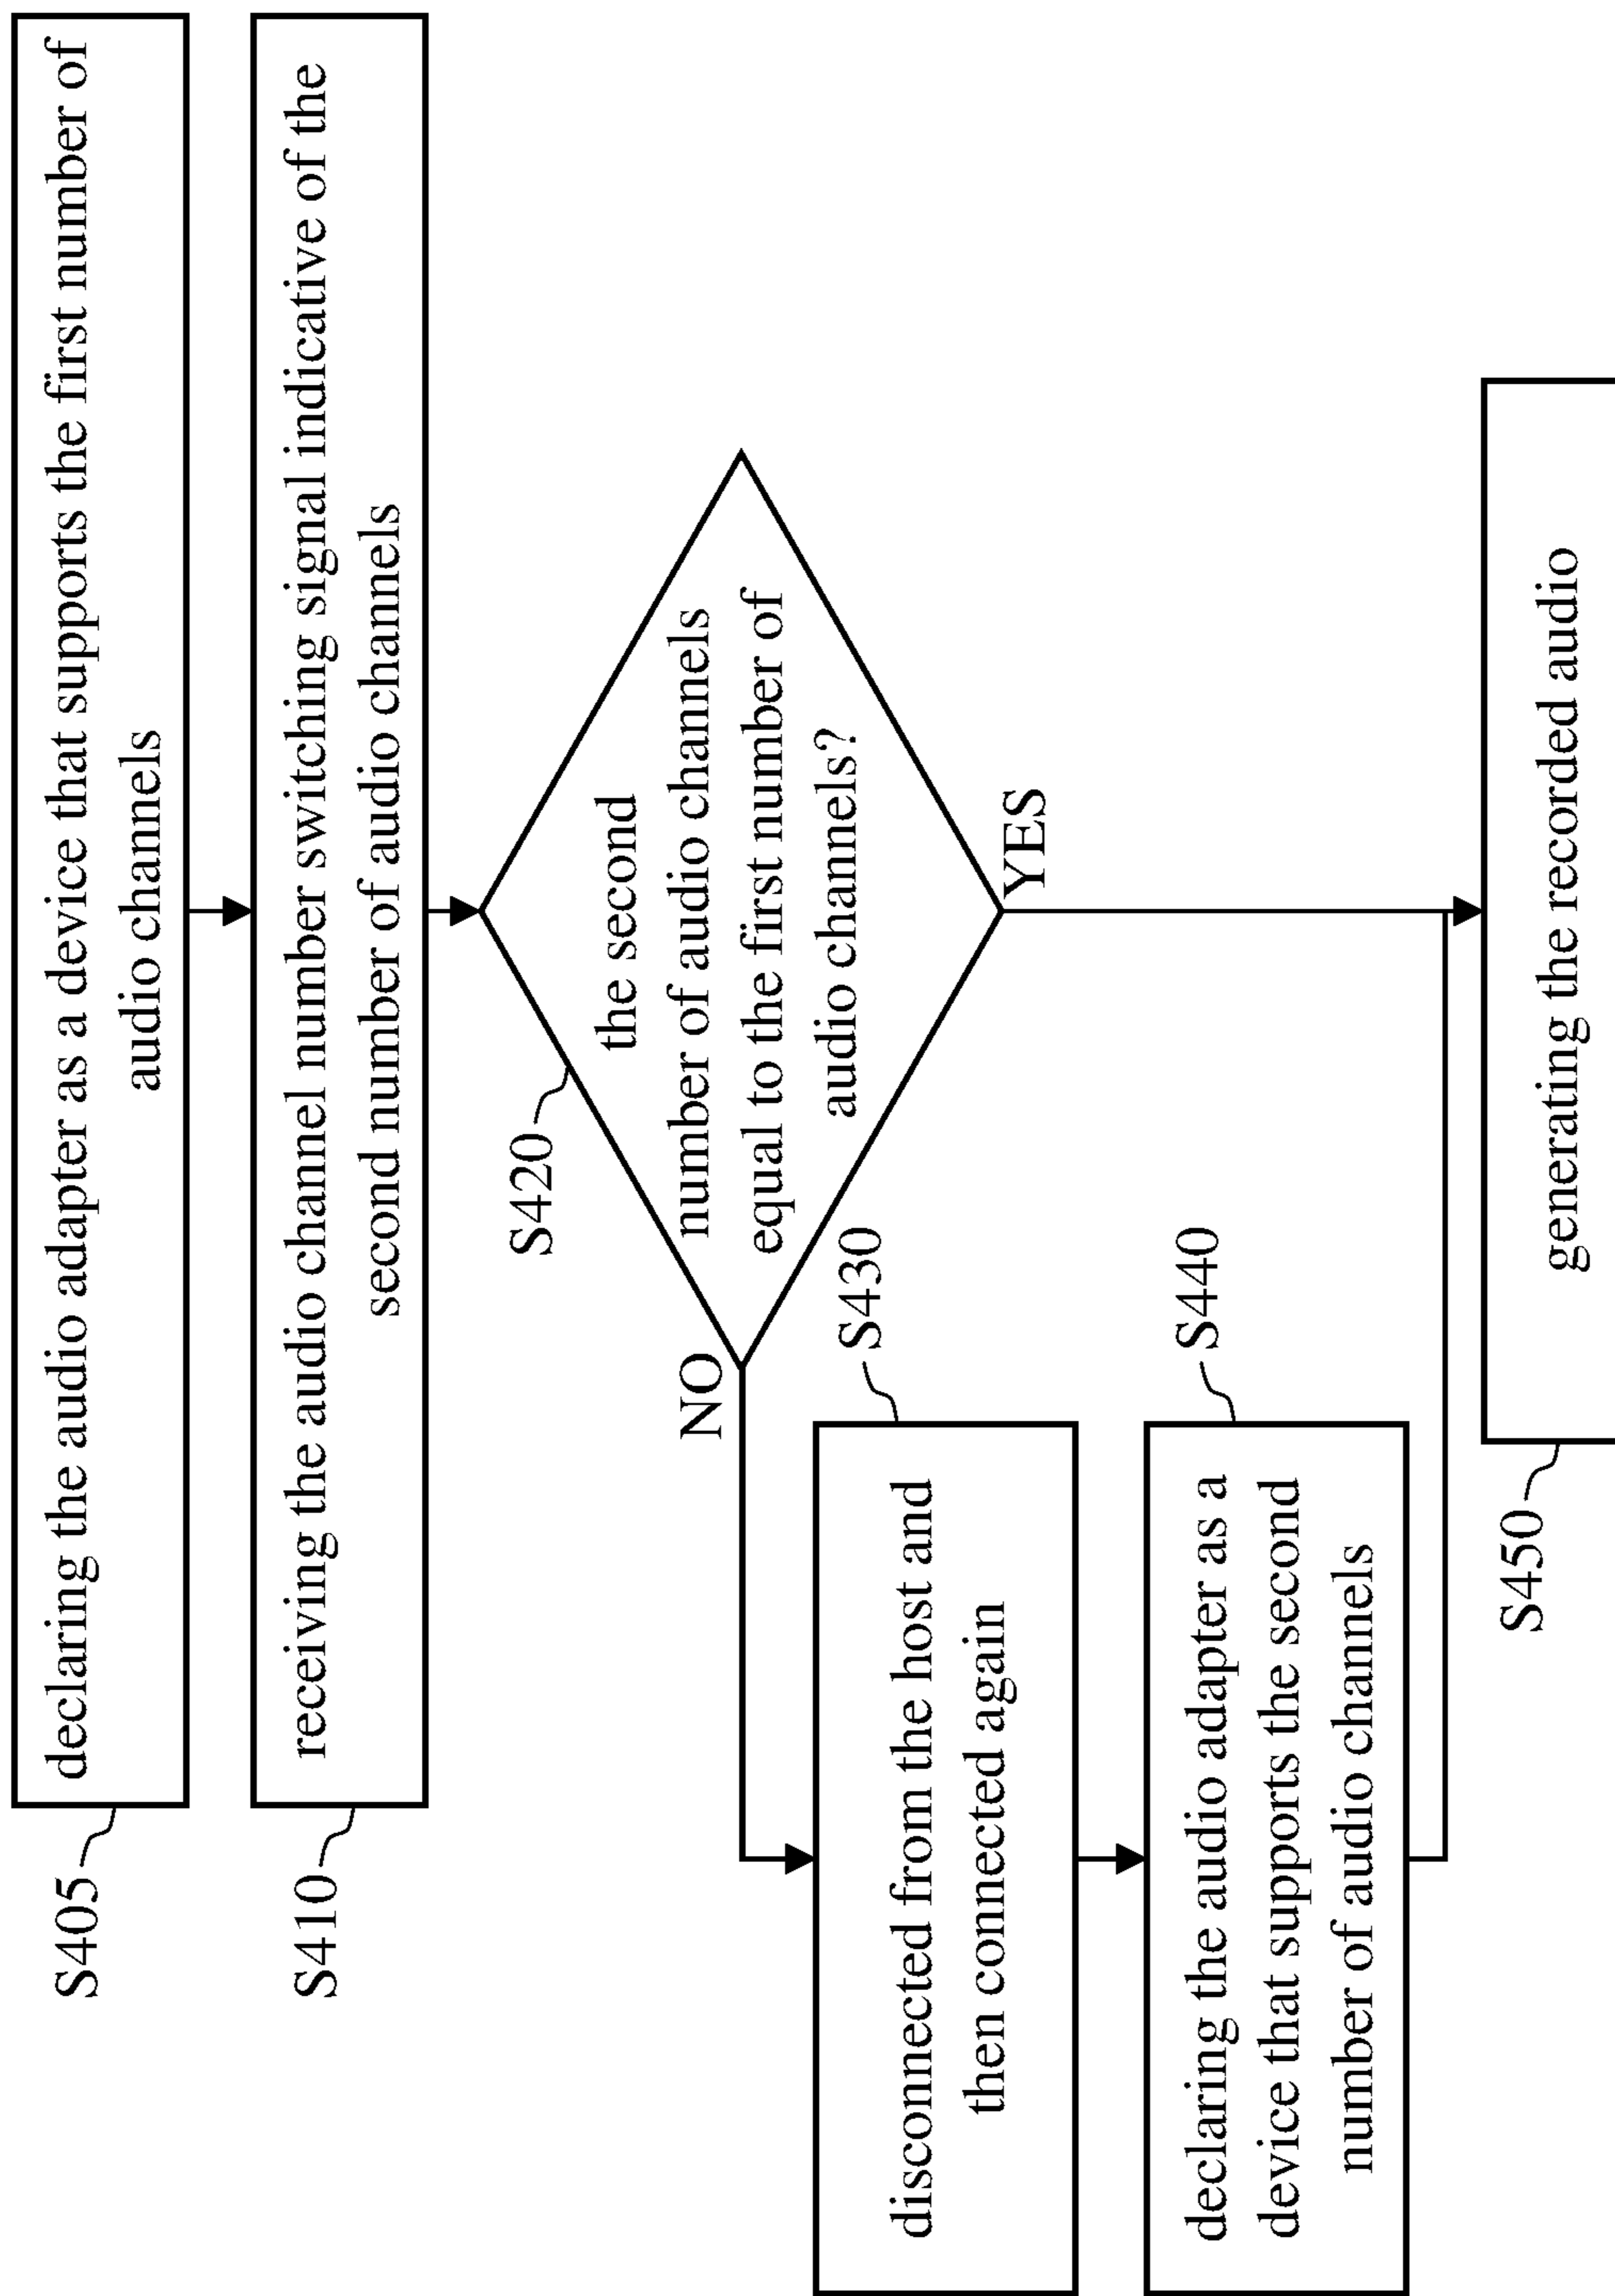 declaring the audio adapter as a device that supports the first number of
audio channels
S405
receiving the audio channel number switching signal indicative of the
second number of audio channels
S410
the second
number of audio channels
equal to the first number of
audio channels?
S420
NO
YES
disconnected from the host and
then connected again
S430
declaring the audio adapter as a
device that supports the second
number of audio channels
S440
generating the recorded audio
S450